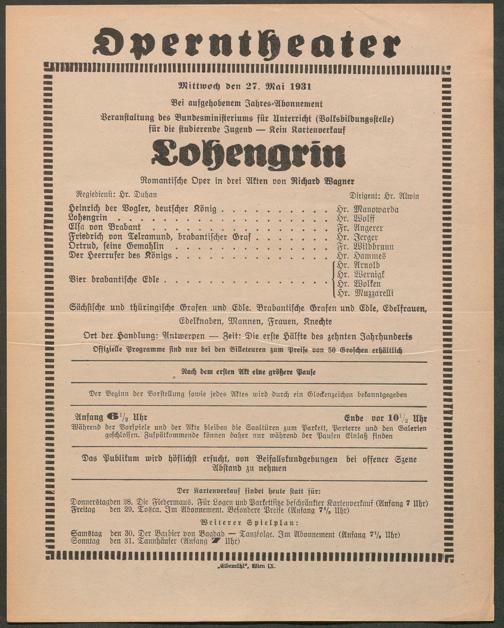 Operntheater
Mittwoch den 27. Mai 1931
Bei aufgehobenem Jahres-Abonnement
Veranstaltung des Bundesministeriums für Unterricht (Volksbildungsstelle)
für die studierende Jugend — Kein Kartenverkauf
Lohengrin
Romantische Oper in drei Akten von Richard Wagner
Regiedienst: Hr. Duhan Dirigent: Hr. Alwin
Heinrich der Vogler, deutscher König . . . . . . . . . . Hr. Manowarda
Lohengrin . . . . . . . . . . Hr. Wolff
Elsa von Brabant . . . . . . . . . . Fr. Angerer
Friedrich von Telramund, brabantischer Graf . . . . . . . . . . Hr. Jerger
Ortrud, seine Gemahlin . . . . . . . . . . Fr. Wildbrunn
Der Heerrufer des Königs . . . . . . . . . . Hr. Hammes
Hr. Arnold
Vier brabantische Edle . . . . . . . . . . Hr. Wernigk
Hr. Wolken
Hr. Muzzarelli
Sächsische und thüringische Grafen und Edle. Brabantische Grafen und Edle, Edelfrauen,
Edelknaben, Mannen, Frauen, Knechte
Ort der Handlung: Antwerpen — Zeit: Die erste Hälfte des zehnten Jahrhunderts
Offizielle Programme sind nur bei den Billeteuren zum Preise von 50 Groschen erhältlich
Nach dem ersten Akt eine größere Pause
Der Beginn der Vorstellung sowie jedes Aktes wird durch ein Glockenzeichen bekanntgegeben
Anfang 6½ Uhr Ende vor 10½ Uhr
Während der Vorspiele und der Akte bleiben die Saaltüren zum Parkett, Parterre und den Galerien
geschlossen. Zuspätkommende können daher nur während der Pausen Einlaß finden
Das Publikum wird höflichst ersucht, von Beifallskundgebungen bei offener Szene
Abstand zu nehmen
Der Kartenverkauf findet heute statt für:
Donnerstag den 28. Die Fledermaus. Für Logen und Parkettsitze beschränkter Kartenverkauf (Anfang 7 Uhr)
Freitag den 29. Tosca. Im Abonnement. Besondere Preise (Anfang 7½ Uhr)
Weiterer Spielplan:
Samstag den 30. Der Barbier von Bagdad — Tanzfolge. Im Abonnement (Anfang 7½ Uhr)
Sonntag den 31. Tannhäuser (Anfang 7 Uhr)
„Elbemühl“, Wien IX.